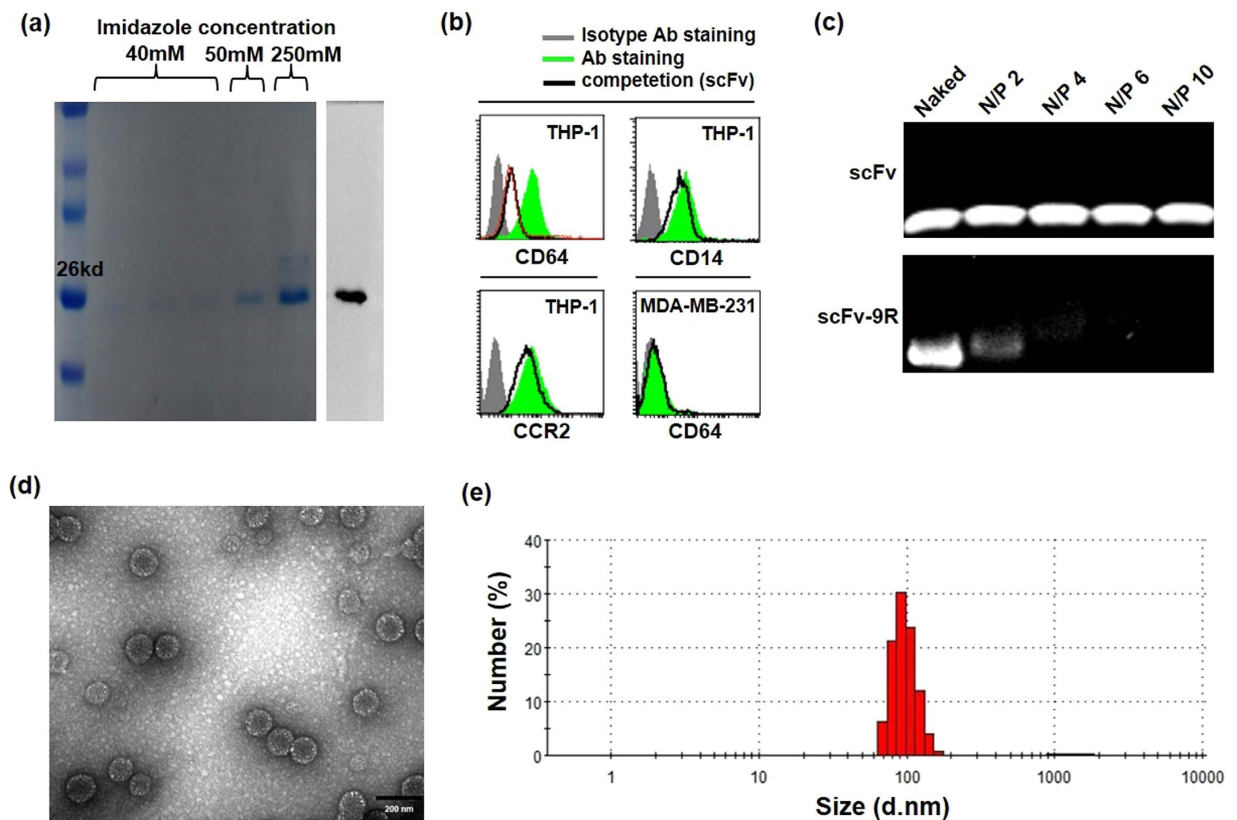 (a)
Imidazole concentration
40mM 50mM 250mM
26kd
(b)
Isotype Ab staining
Ab staining
competetion (scFv)
THP-1
CD64
THP-1
CD14
THP-1
CCR2
MDA-MB-231
CD64
(c)
Naked N/P 2 N/P 4 N/P 6 N/P 10
scFv
scFv-9R
(d)
200 nm
(e)
Number (%)
40
30
20
10
0
1 10 100 1000 10000
Size (d.nm)